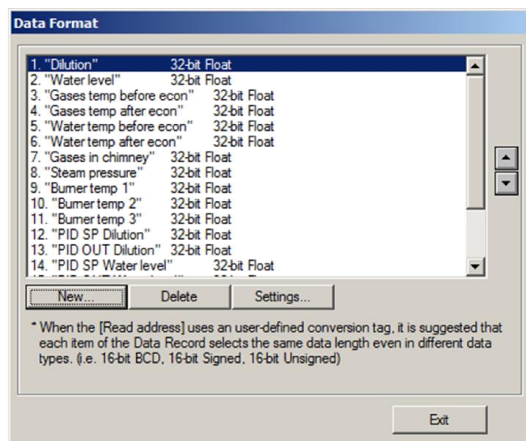 Data Format
1. "Dilution" 32-bit Float
2. "Water level" 32-bit Float
3. "Gases temp before econ" 32-bit Float
4. "Gases temp after econ" 32-bit Float
5. "Water temp before econ" 32-bit Float
6. "Water temp after econ" 32-bit Float
7. "Gases in chimney" 32-bit Float
8. "Steam pressure" 32-bit Float
9. "Burner temp 1" 32-bit Float
10. "Burner temp 2" 32-bit Float
11. "Burner temp 3" 32-bit Float
12. "PID SP Dilution" 32-bit Float
13. "PID OUT Dilution" 32-bit Float
14. "PID SP Water level" 32-bit Float
New... Delete Settings...
* When the [Read address] uses an user-defined conversion tag, it is suggested that
each item of the Data Record selects the same data length even in different data
types. (i.e. 16-bit BCD, 16-bit Signed, 16-bit Unsigned)
Exit